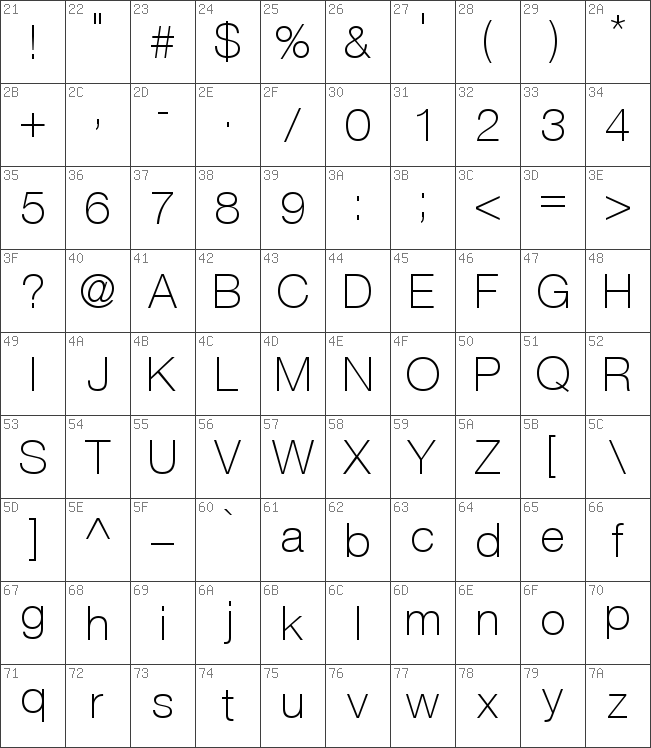 21 22 23 24 25 26 27 28 29 2A
! " # $ % & ' ( ) *
2B 2C 2D 2E 2F 30 31 32 33 34
+ , - . / 0 1 2 3 4
35 36 37 38 39 3A 3B 3C 3D 3E
5 6 7 8 9 : ; < = >
3F 40 41 42 43 44 45 46 47 48
? @ A B C D E F G H
49 4A 4B 4C 4D 4E 4F 50 51 52
I J K L M N O P Q R
53 54 55 56 57 58 59 5A 5B 5C
S T U V W X Y Z [ \
5D 5E 5F 60 61 62 63 64 65 66
] ^ _ ` a b c d e f
67 68 69 6A 6B 6C 6D 6E 6F 70
g h i j k l m n o p
71 72 73 74 75 76 77 78 79 7A
q r s t u v w x y z